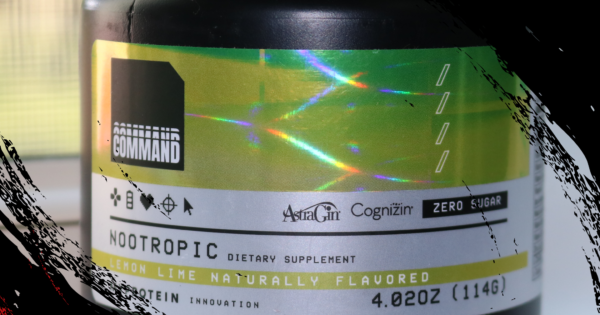 COMMAND
AstraGin Cognizin ZERO SUGAR
NOOTROPIC DIETARY SUPPLEMENT
LEMON LIME NATURALLY FLAVORED
INNOVATION 4.02OZ (114G)